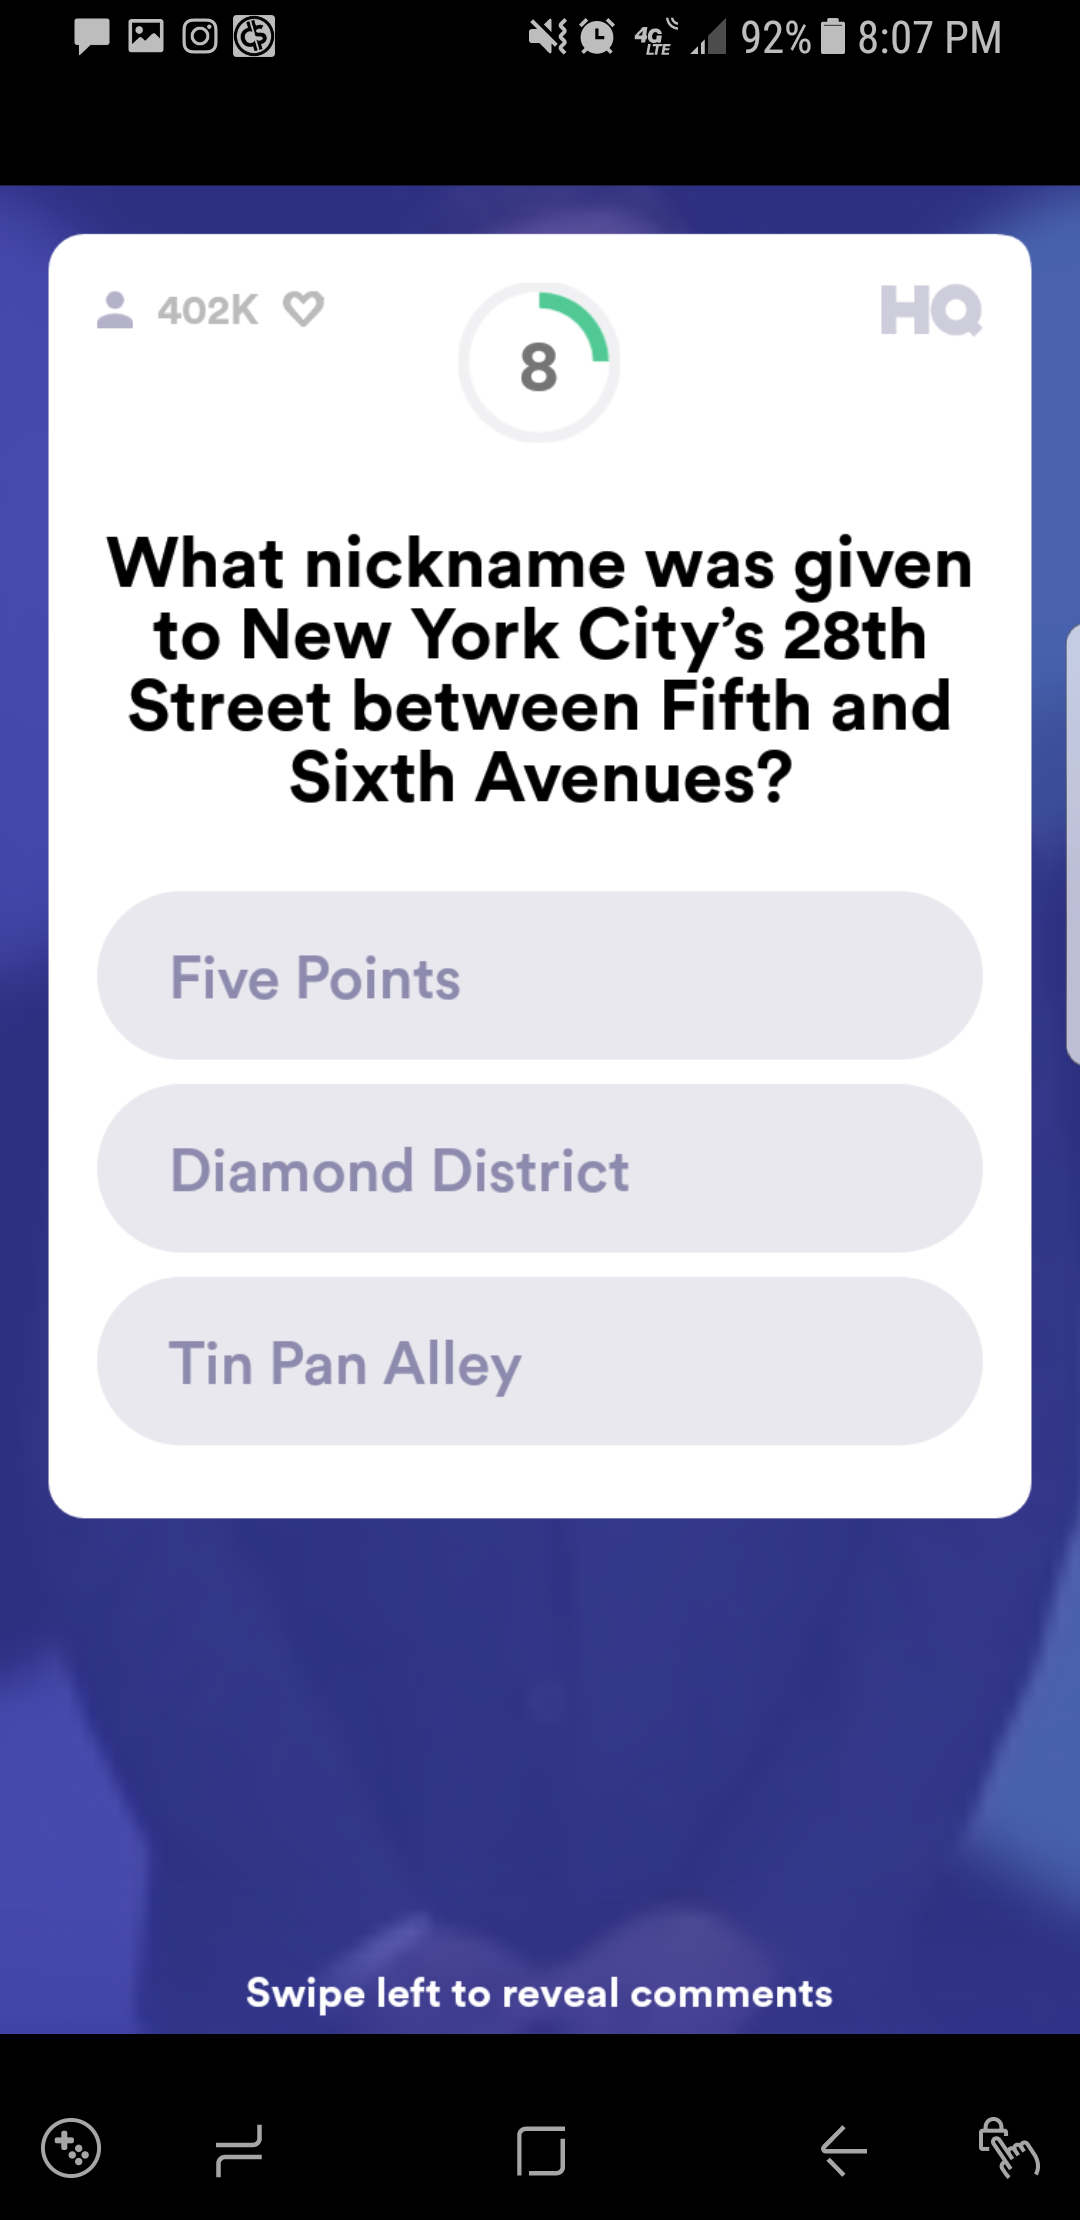 4G LTE 92% 8:07 PM
402K 8 HQ
What nickname was given
to New York City’s 28th
Street between Fifth and
Sixth Avenues?
Five Points
Diamond District
Tin Pan Alley
Swipe left to reveal comments